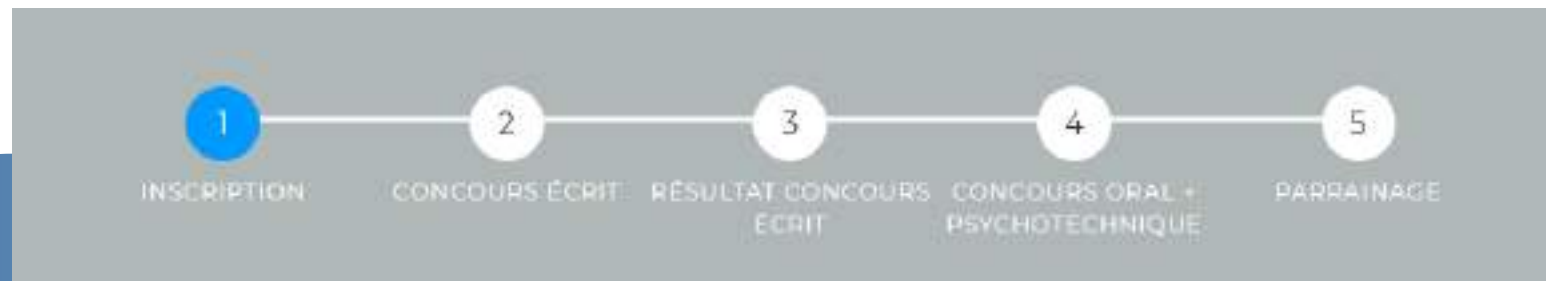 1 2 3 4 5
INSCRIPTION CONCOURS ÉCRIT RÉSULTAT CONCOURS CONCOURS ORAL + PARRAINAGE
ÉCRIT PSYCHOTECHNIQUE